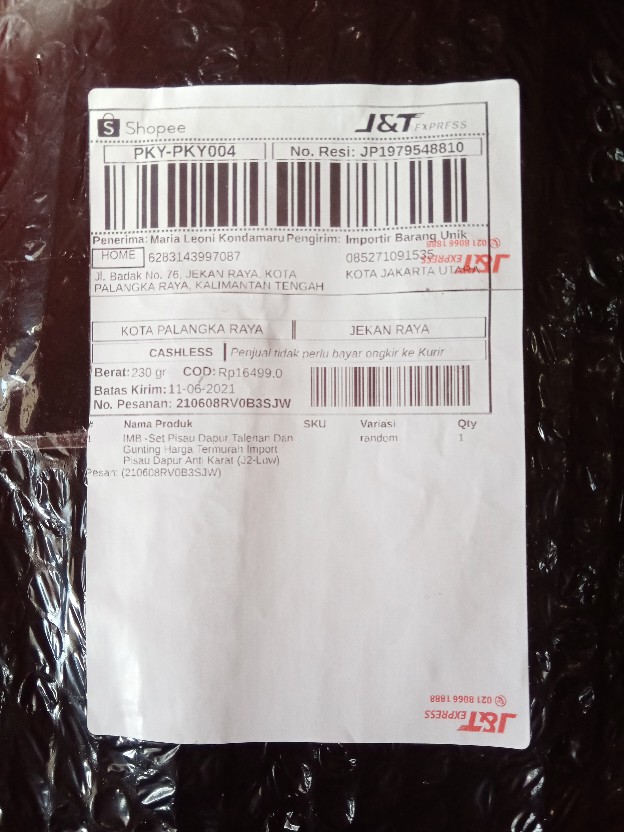 Shopee
J&T EXPRESS
PKY-PKY004
No. Resi: JP1979548810
Penerima: Maria Leoni Kondamaru Pengirim: Importir Barang Unik
HOME 6283143997087 085271091535
Jl. Badak No. 76, JEKAN RAYA, KOTA PALANGKA RAYA, KALIMANTAN TENGAH
KOTA JAKARTA UTARA
021 8066 1888
J&T EXPRESS
KOTA PALANGKA RAYA JEKAN RAYA
CASHLESS Penjual tidak perlu bayar ongkir ke Kurir
Berat: 230 gr COD: Rp16499.0
Batas Kirim: 11-06-2021
No. Pesanan: 210608RV0B3SJW
# Nama Produk SKU Variasi Qty
1 IMB -Set Pisau Dapur Talenan Dan random 1
Gunting Harga Termurah Import
Pisau Dapur Anti Karat (J2-Low)
Pesan: (210608RV0B3SJW)
021 8066 1888
J&T EXPRESS